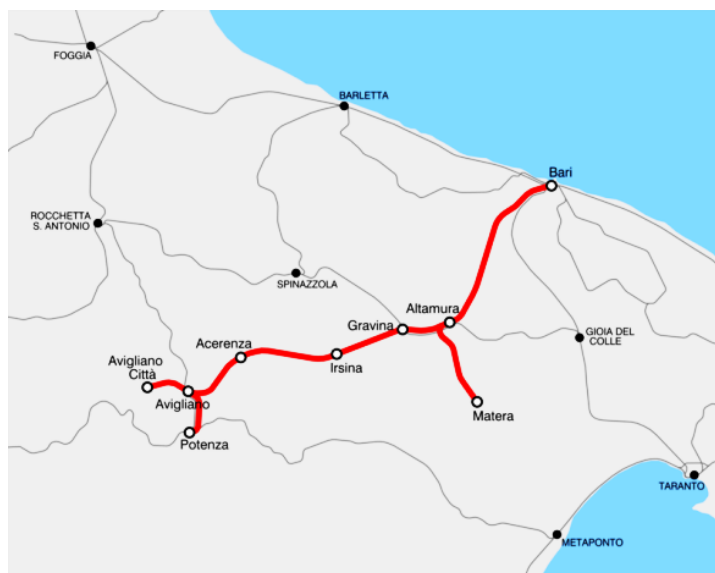 FOGGIA
BARLETTA
Bari
ROCCHETTA
S. ANTONIO
SPINAZZOLA
Altamura
Gravina
GIOIA DEL
COLLE
Acerenza
Irsina
Avigliano
Città
Avigliano
Matera
Potenza
TARANTO
METAPONTO